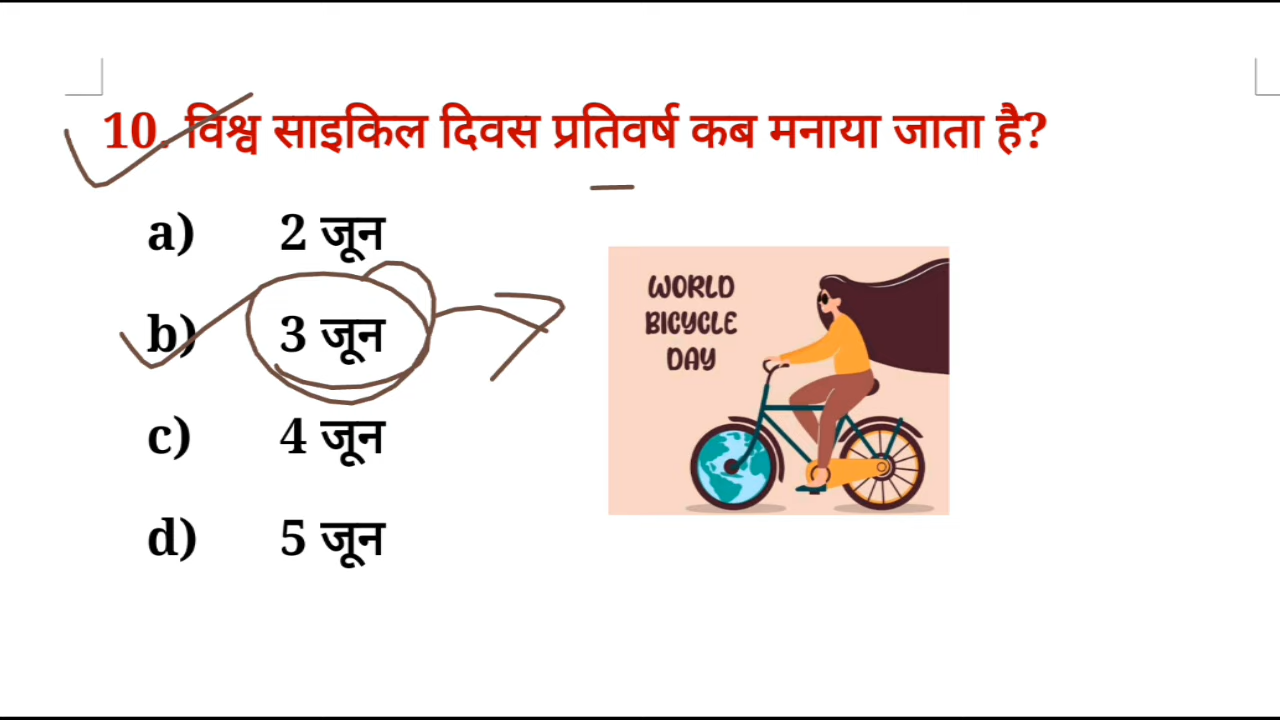 10. विश्व साइकिल दिवस प्रतिवर्ष कब मनाया जाता है?
a) 2 जून
b) 3 जून
c) 4 जून
d) 5 जून
WORLD
BICYCLE
DAY